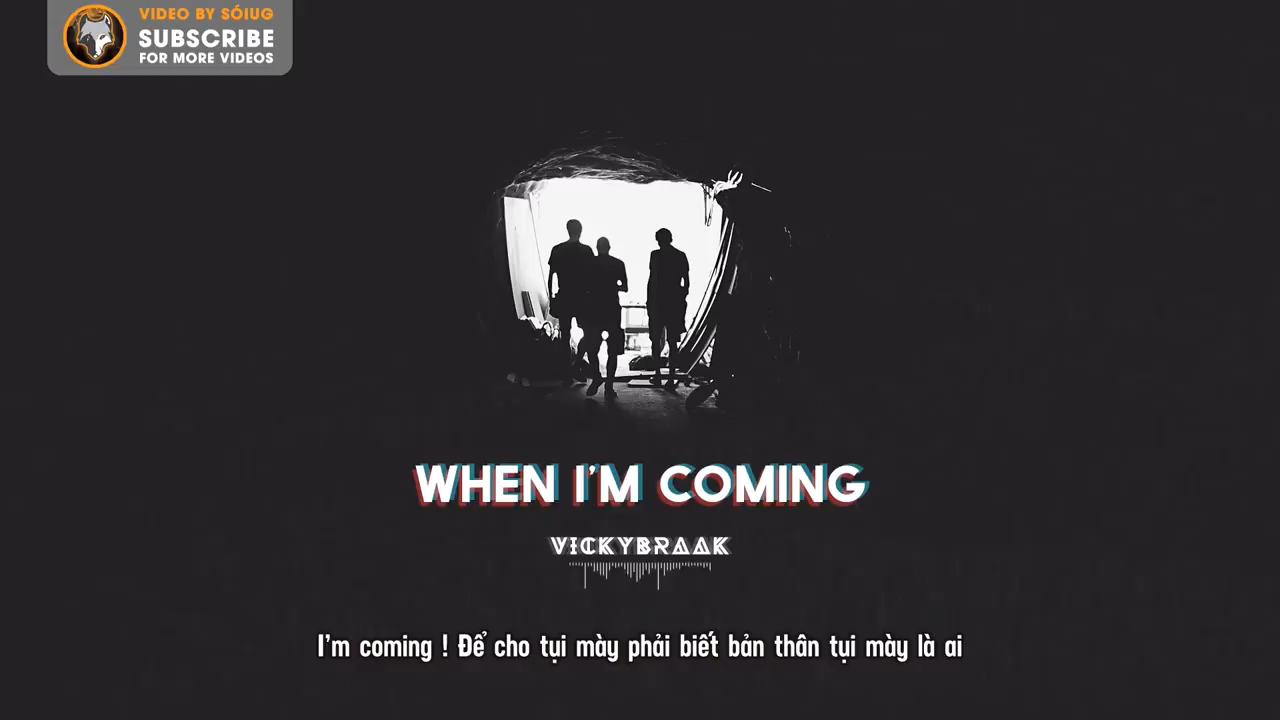 VIDEO BY SÓIUG
SUBSCRIBE
FOR MORE VIDEOS
WHEN I'M COMING
VICKYBRAAK
I'm coming ! Để cho tụi mày phải biết bản thân tụi mày là ai